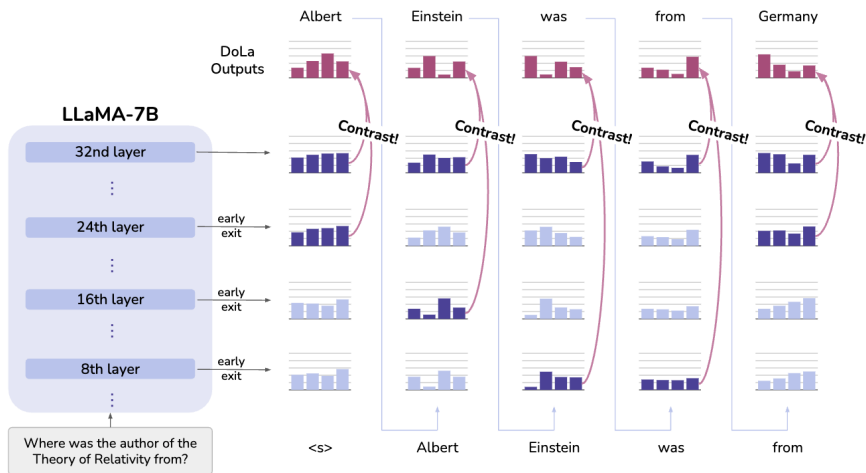 Albert Einstein was from Germany
DoLa
Outputs
LLaMA-7B
Contrast! Contrast! Contrast! Contrast! Contrast!
32nd layer
24th layer
early
exit
16th layer
early
exit
8th layer
early
exit
Where was the author of the
Theory of Relativity from?
<s> Albert Einstein was from